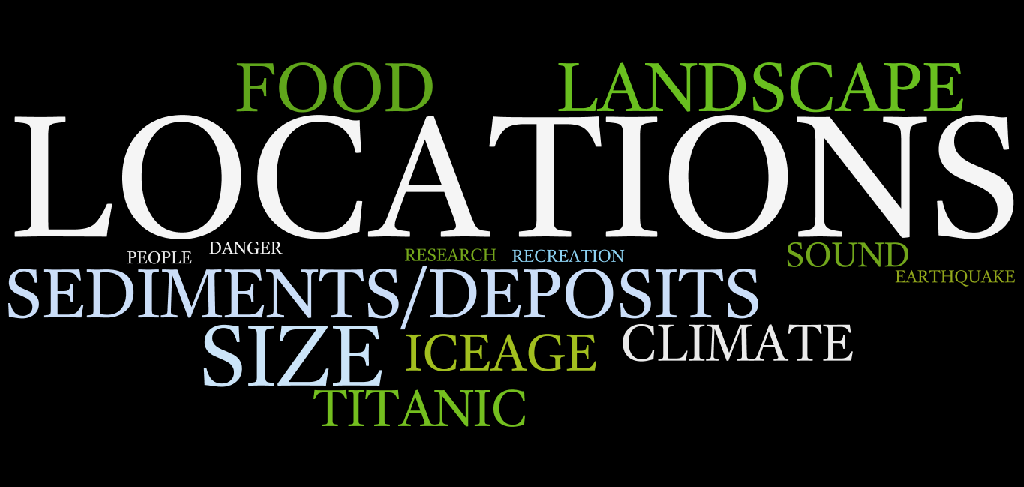 FOOD LANDSCAPE
LOCATIONS
PEOPLE DANGER RESEARCH RECREATION SOUND
EARTHQUAKE
SEDIMENTS/DEPOSITS
SIZE ICEAGE CLIMATE
TITANIC